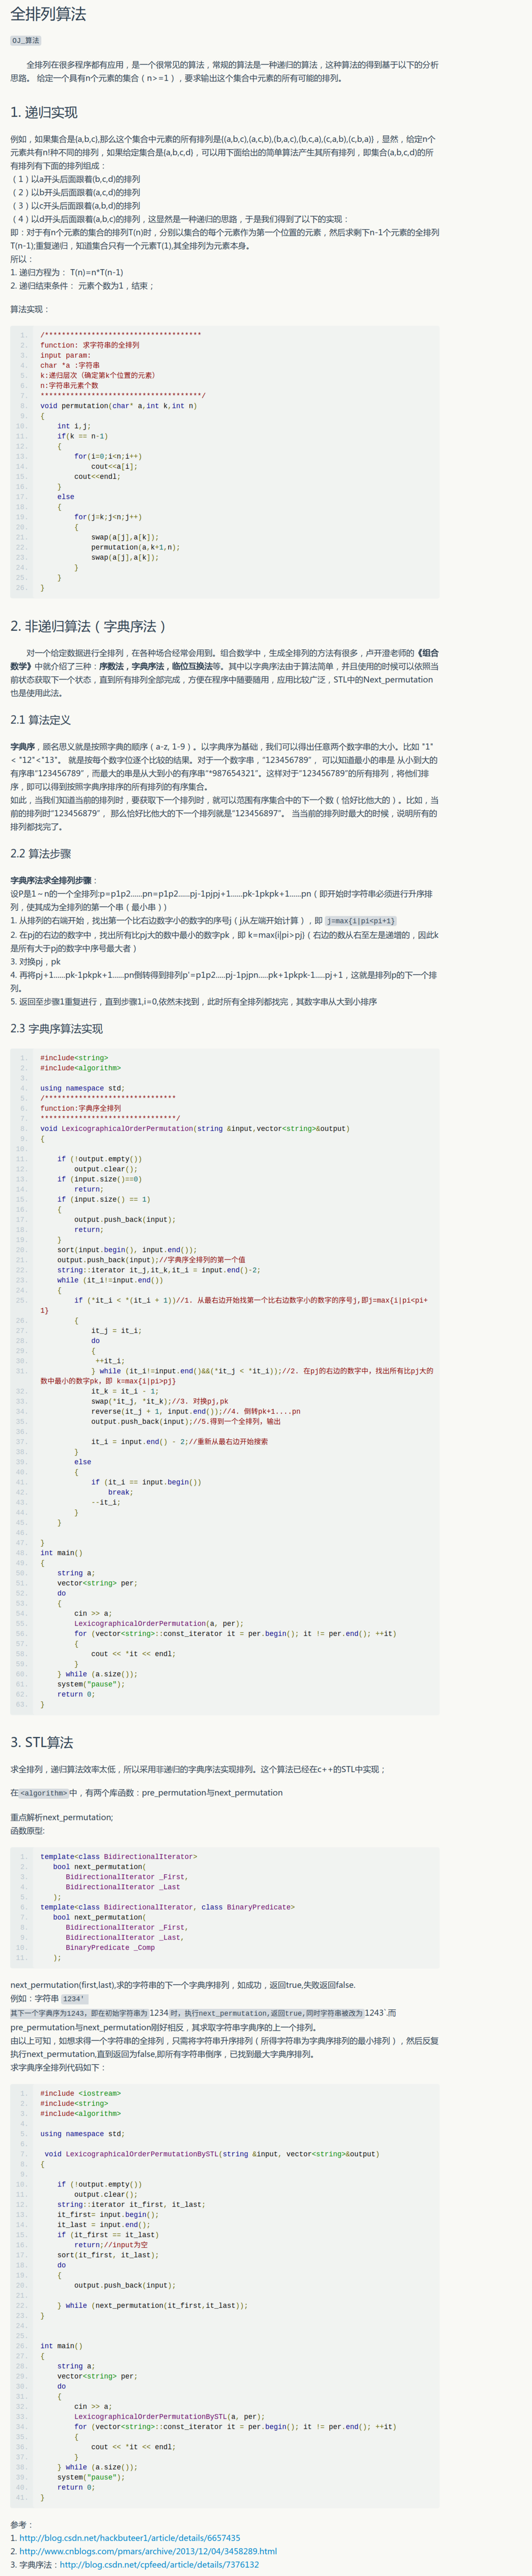 全排列算法
OJ_算法
全排列在很多程序都有应用，是一个很常见的算法，常规的算法是一种递归的算法，这种算法的得到基于以下的分析
思路。 给定一个具有n个元素的集合（n>=1），要求输出这个集合中元素的所有可能的排列。
1. 递归实现
例如，如果集合是{a,b,c},那么这个集合中元素的所有排列是{(a,b,c),(a,c,b),(b,a,c),(b,c,a),(c,a,b),(c,b,a)}，显然，给定n个
元素共有n!种不同的排列，如果给定集合是{a,b,c,d}，可以用下面给出的简单算法产生其所有排列，即集合(a,b,c,d)的所
有排列有下面的排列组成：
（1）以a开头后面跟着(b,c,d)的排列
（2）以b开头后面跟着(a,c,d)的排列
（3）以c开头后面跟着(a,b,d)的排列
（4）以d开头后面跟着(a,b,c)的排列，这显然是一种递归的思路，于是我们得到了以下的实现：
即：对于有n个元素的集合的排列T(n)时，分别以集合的每个元素作为第一个位置的元素，然后求剩下n-1个元素的全排列
T(n-1);重复递归，知道集合只有一个元素T(1),其全排列为元素本身。
所以：
1. 递归方程为： T(n)=n*T(n-1)
2. 递归结束条件： 元素个数为1，结束；
算法实现：
1. /*************************************
2. function: 求字符串的全排列
3. input param:
4. char *a :字符串
5. k:递归层次（确定第k个位置的元素）
6. n:字符串元素个数
7. **************************************/
8. void permutation(char* a,int k,int n)
9. {
10. int i,j;
11. if(k == n-1)
12. {
13. for(i=0;i<n;i++)
14. cout<<a[i];
15. cout<<endl;
16. }
17. else
18. {
19. for(j=k;j<n;j++)
20. {
21. swap(a[j],a[k]);
22. permutation(a,k+1,n);
23. swap(a[j],a[k]);
24. }
25. }
26. }
2. 非递归算法（字典序法）
对一个给定数据进行全排列，在各种场合经常会用到。组合数学中，生成全排列的方法有很多，卢开澄老师的《组合
数学》中就介绍了三种：序数法，字典序法，临位互换法等。其中以字典序法由于算法简单，并且使用的时候可以依照当
前状态获取下一个状态，直到所有排列全部完成，方便在程序中随要随用，应用比较广泛，STL中的Next_permutation
也是使用此法。
2.1 算法定义
字典序，顾名思义就是按照字典的顺序（a-z, 1-9）。以字典序为基础，我们可以得出任意两个数字串的大小。比如 "1"
< "12"<"13"。 就是按每个数字位逐个比较的结果。对于一个数字串，"123456789"， 可以知道最小的串是 从小到大的
有序串"123456789"，而最大的串是从大到小的有序串"*987654321"。这样对于"123456789"的所有排列，将他们排
序，即可以得到按照字典序排序的所有排列的有序集合。
如此，当我们知道当前的排列时，要获取下一个排列时，就可以范围有序集合中的下一个数（恰好比他大的）。比如，当
前的排列时"123456879"， 那么恰好比他大的下一个排列就是"123456897"。 当当前的排列时最大的时候，说明所有的
排列都找完了。
2.2 算法步骤
字典序法求全排列步骤：
设P是1～n的一个全排列:p=p1p2......pn=p1p2......pj-1pjpj+1......pk-1pkpk+1......pn（即开始时字符串必须进行升序排
列，使其成为全排列的第一个串（最小串））
1. 从排列的右端开始，找出第一个比右边数字小的数字的序号j（j从左端开始计算），即 j=max{i|pi<pi+1}
2. 在pj的右边的数字中，找出所有比pj大的数中最小的数字pk，即 k=max{i|pi>pj}（右边的数从右至左是递增的，因此k
是所有大于pj的数字中序号最大者）
3. 对换pj，pk
4. 再将pj+1......pk-1pkpk+1......pn倒转得到排列p'=p1p2.....pj-1pjpn.....pk+1pkpk-1.....pj+1，这就是排列p的下一个排
列。
5. 返回至步骤1重复进行，直到步骤1,i=0,依然未找到，此时所有全排列都找完，其数字串从大到小排序
2.3 字典序算法实现
1. #include<string>
2. #include<algorithm>
3.
4. using namespace std;
5. /*******************************
6. function:字典序全排列
7. ********************************/
8. void LexicographicalOrderPermutation(string &input,vector<string>&output)
9. {
10.
11. if (!output.empty())
12. output.clear();
13. if (input.size()==0)
14. return;
15. if (input.size() == 1)
16. {
17. output.push_back(input);
18. return;
19. }
20. sort(input.begin(), input.end());
21. output.push_back(input);//字典序全排列的第一个值
22. string::iterator it_j,it_k,it_i = input.end()-2;
23. while (it_i!=input.end())
24. {
25. if (*it_i < *(it_i + 1))//1. 从最右边开始找第一个比右边数字小的数字的序号j,即j=max{i|pi<pi+
1}
26. {
27. it_j = it_i;
28. do
29. {
30. ++it_i;
31. } while (it_i!=input.end()&&(*it_j < *it_i));//2. 在pj的右边的数字中，找出所有比pj大的
数中最小的数字pk，即 k=max{i|pi>pj}
32. it_k = it_i - 1;
33. swap(*it_j, *it_k);//3. 对换pj,pk
34. reverse(it_j + 1, input.end());//4. 倒转pk+1....pn
35. output.push_back(input);//5.得到一个全排列，输出
36.
37. it_i = input.end() - 2;//重新从最右边开始搜索
38. }
39. else
40. {
41. if (it_i == input.begin())
42. break;
43. --it_i;
44. }
45. }
46.
47. }
48. int main()
49. {
50. string a;
51. vector<string> per;
52. do
53. {
54. cin >> a;
55. LexicographicalOrderPermutation(a, per);
56. for (vector<string>::const_iterator it = per.begin(); it != per.end(); ++it)
57. {
58. cout << *it << endl;
59. }
60. } while (a.size());
61. system("pause");
62. return 0;
63. }
3. STL算法
求全排列，递归算法效率太低，所以采用非递归的字典序法实现排列。这个算法已经在c++的STL中实现；
在<algorithm>中，有两个库函数：pre_permutation与next_permutation
重点解析next_permutation;
函数原型:
1. template<class BidirectionalIterator>
2. bool next_permutation(
3. BidirectionalIterator _First,
4. BidirectionalIterator _Last
5. );
6. template<class BidirectionalIterator, class BinaryPredicate>
7. bool next_permutation(
8. BidirectionalIterator _First,
9. BidirectionalIterator _Last,
10. BinaryPredicate _Comp
11. );
next_permutation(first,last),求的字符串的下一个字典序排列，如成功，返回true,失败返回false.
例如：字符串 1234'
其下一个字典序为1243，即在初始字符串为 1234 时，执行next_permutation,返回true,同时字符串被改为 1243`.而
pre_permutation与next_permutation刚好相反，其求取字符串字典序的上一个排列。
由以上可知，如想求得一个字符串的全排列，只需将字符串升序排列（所得字符串为字典序排列的最小排列），然后反复
执行next_permutation,直到返回为false,即所有字符串倒序，已找到最大字典序排列。
求字典序全排列代码如下：
1. #include <iostream>
2. #include<string>
3. #include<algorithm>
4.
5. using namespace std;
6.
7. void LexicographicalOrderPermutationBySTL(string &input, vector<string>&output)
8. {
9.
10. if (!output.empty())
11. output.clear();
12. string::iterator it_first, it_last;
13. it_first= input.begin();
14. it_last = input.end();
15. if (it_first == it_last)
16. return;//input为空
17. sort(it_first, it_last);
18. do
19. {
20. output.push_back(input);
21.
22. } while (next_permutation(it_first,it_last));
23. }
24.
25.
26. int main()
27. {
28. string a;
29. vector<string> per;
30. do
31. {
32. cin >> a;
33. LexicographicalOrderPermutationBySTL(a, per);
34. for (vector<string>::const_iterator it = per.begin(); it != per.end(); ++it)
35. {
36. cout << *it << endl;
37. }
38. } while (a.size());
39. system("pause");
40. return 0;
41. }
参考：
1. http://blog.csdn.net/hackbuteer1/article/details/6657435
2. http://www.cnblogs.com/pmars/archive/2013/12/04/3458289.html
3. 字典序法：http://blog.csdn.net/cpfeed/article/details/7376132